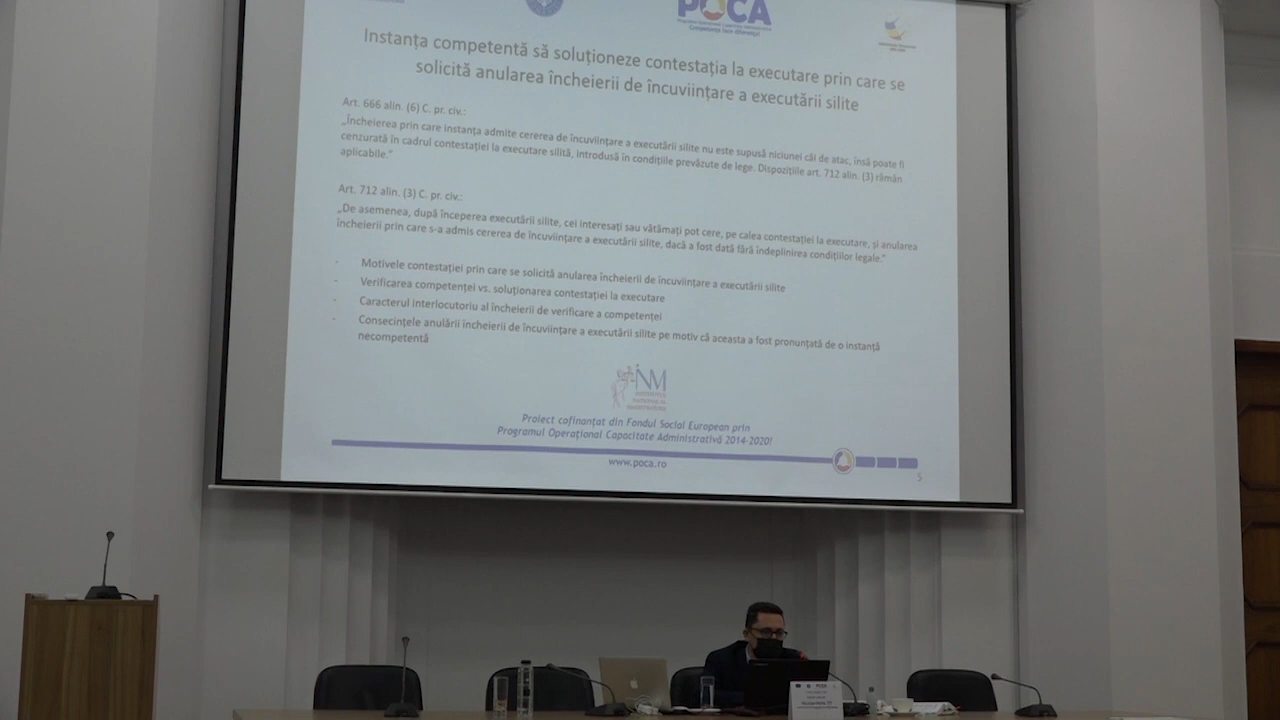 POCA
Competența face diferența!
Instanța competentă să soluționeze contestația la executare prin care se
solicită anularea încheierii de încuviințare a executării silite
Art. 666 alin. (6) C. pr. civ.:
„Încheierea prin care instanța admite cererea de încuviințare a executării silite nu este supusă niciunei căi de atac, însă poate fi
cenzurată în cadrul contestației la executare silită, introdusă în condițiile prevăzute de lege. Dispozițiile art. 712 alin. (3) rămân
aplicabile.”
Art. 712 alin. (3) C. pr. civ.:
„De asemenea, după începerea executării silite, cei interesați sau vătămați pot cere, pe calea contestației la executare, și anularea
încheierii prin care s-a admis cererea de încuviințare a executării silite, dacă a fost dată fără îndeplinirea condițiilor legale.”
- Motivele contestației prin care se solicită anularea încheierii de încuviințare a executării silite
- Verificarea competenței vs. soluționarea contestației la executare
- Caracterul interlocutoriu al încheierii de verificare a competenței
- Consecințele anulării încheierii de încuviințare a executării silite pe motiv că aceasta a fost pronunțată de o instanță
necompetentă
INM
Proiect cofinanțat din Fondul Social European prin
Programul Operațional Capacitate Administrativă 2014-2020!
www.poca.ro
5
POCA